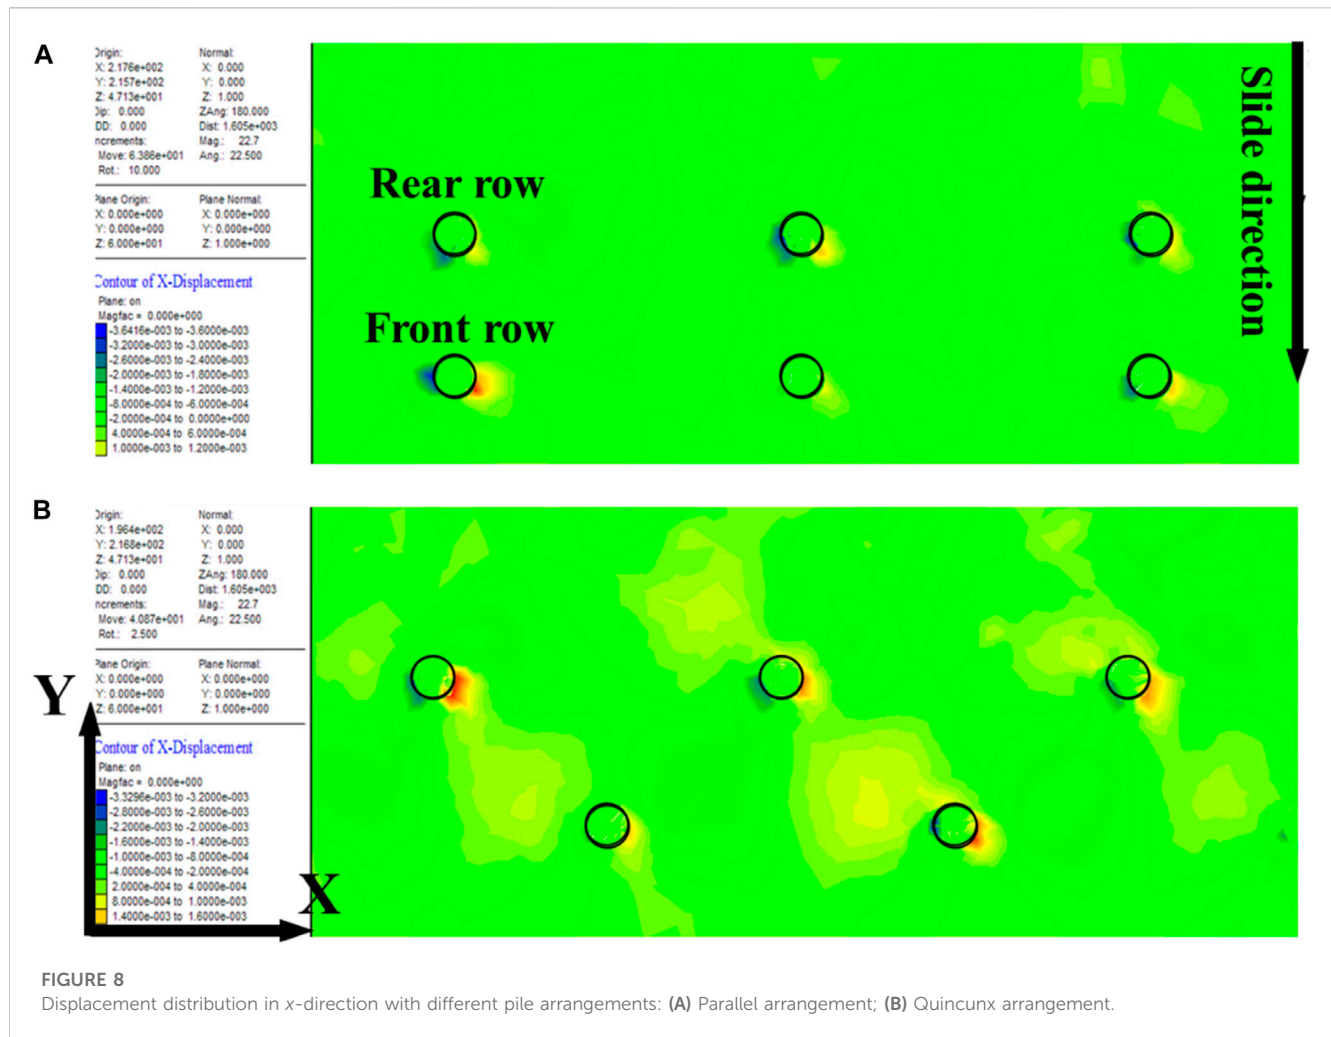 A
Origin:
Normal:
X: 2.176e+002
X: 0.000
Y: 2.157e+002
Y: 0.000
Z: 4.713e+001
Z: 1.000
Dip: 0.000
ZAng: 180.000
DD: 0.000
Dist: 1.605e+003
ncrements:
Mag.: 22.7
Move: 6.386e+001
Ang.: 22.500
Rot.: 10.000
Plane Origin:
Plane Normal:
X: 0.000e+000
X: 0.000e+000
Y: 0.000e+000
Y: 0.000e+000
Z: 6.000e+001
Z: 1.000e+000
Contour of X-Displacement
Plane: on
Magfac = 0.000e+000
-3.6416e-003 to -3.6000e-003
-3.2000e-003 to -3.0000e-003
-2.6000e-003 to -2.4000e-003
-2.0000e-003 to -1.8000e-003
-1.4000e-003 to -1.2000e-003
-8.0000e-004 to -6.0000e-004
-2.0000e-004 to 0.0000e+000
4.0000e-004 to 6.0000e-004
1.0000e-003 to 1.2000e-003
Rear row
Front row
Slide direction
B
Origin:
Normal:
X: 1.964e+002
X: 0.000
Y: 2.168e+002
Y: 0.000
Z: 4.713e+001
Z: 1.000
Dip: 0.000
ZAng: 180.000
DD: 0.000
Dist: 1.605e+003
ncrements:
Mag.: 22.7
Move: 4.087e+001
Ang.: 22.500
Rot.: 2.500
Plane Origin:
Plane Normal:
X: 0.000e+000
X: 0.000e+000
Y: 0.000e+000
Y: 0.000e+000
Z: 6.000e+001
Z: 1.000e+000
Y
Contour of X-Displacement
Plane: on
Magfac = 0.000e+000
-3.3296e-003 to -3.2000e-003
-2.8000e-003 to -2.6000e-003
-2.2000e-003 to -2.0000e-003
-1.6000e-003 to -1.4000e-003
-1.0000e-003 to -8.0000e-004
-4.0000e-004 to -2.0000e-004
2.0000e-004 to 4.0000e-004
8.0000e-004 to 1.0000e-003
1.4000e-003 to 1.6000e-003
X
FIGURE 8
Displacement distribution in x-direction with different pile arrangements: (A) Parallel arrangement; (B) Quincunx arrangement.